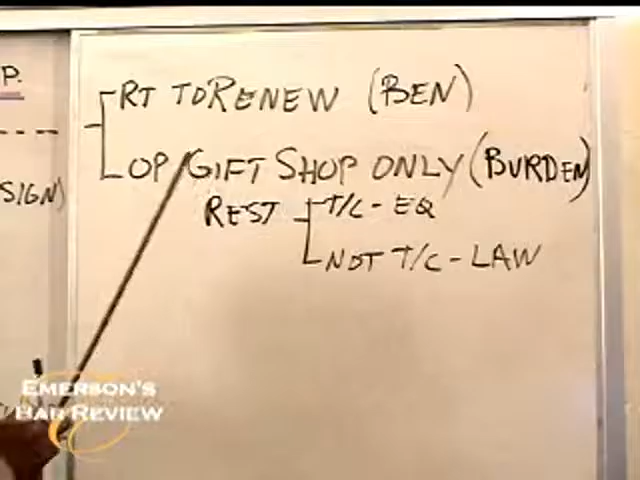 P.
SIGN)
RT TO RENEW (BEN)
OP GIFT SHOP ONLY (BURDEN)
REST T/C - EQ
NOT T/C - LAW
EMERSON'S
BAR REVIEW